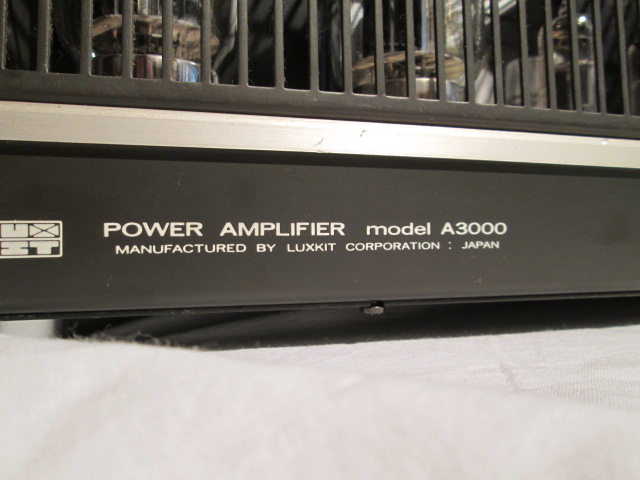 POWER AMPLIFIER model A3000
MANUFACTURED BY LUXKIT CORPORATION : JAPAN